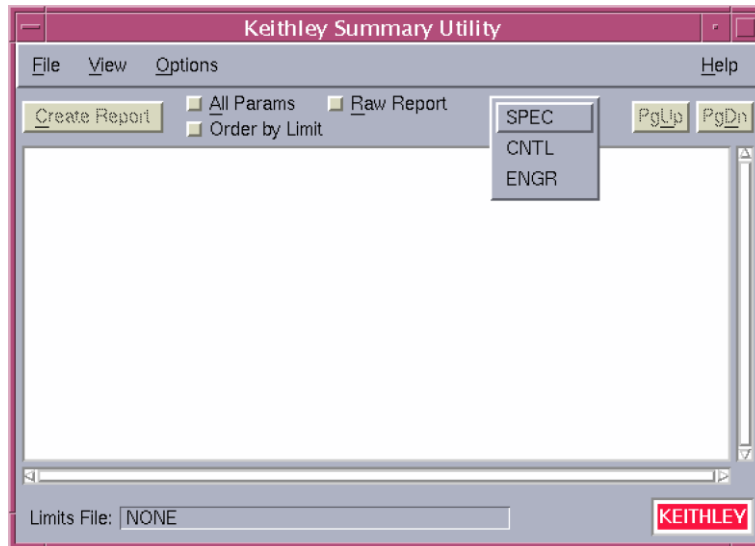 Keithley Summary Utility
File View Options Help
Create Report All Params Raw Report SPEC PgUp PgDn
Order by Limit CNTL
ENGR
Limits File: NONE KEITHLEY